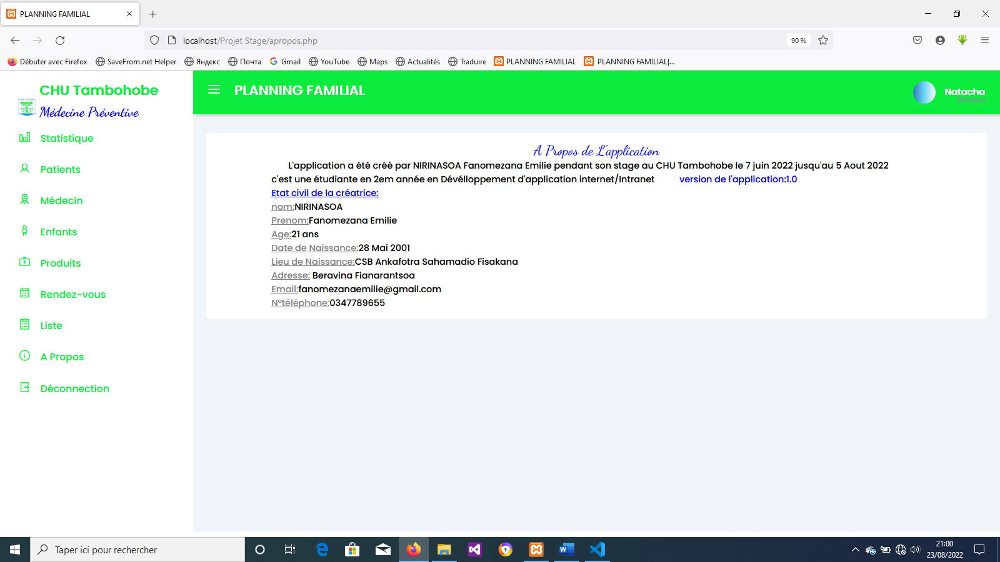 PLANNING FAMILIAL
localhost/Projet Stage/apropos.php
90 %
Débuter avec Firefox
SaveFrom.net Helper
Яндекс
Почта
Gmail
YouTube
Maps
Actualités
Traduire
PLANNING FAMILIAL
PLANNING FAMILIAL|...
CHU Tambohobe
Médecine Préventive
Statistique
Patients
Médecin
Enfants
Produits
Rendez-vous
Liste
A Propos
Déconnection
PLANNING FAMILIAL
Natacha
A Propos de L'application
L'application a été créé par NIRINASOA Fanomezana Emilie pendant son stage au CHU Tambohobe le 7 juin 2022 jusqu'au 5 Aout 2022
c'est une étudiante en 2em année en Dévélloppement d'application internet/Intranet version de l'application:1.0
Etat civil de la créatrice:
nom:NIRINASOA
Prenom:Fanomezana Emilie
Age:21 ans
Date de Naissance:28 Mai 2001
Lieu de Naissance:CSB Ankafotra Sahamadio Fisakana
Adresse: Beravina Fianarantsoa
Email:fanomezanaemilie@gmail.com
N°téléphone:0347789655
Taper ici pour rechercher
21:00
23/08/2022